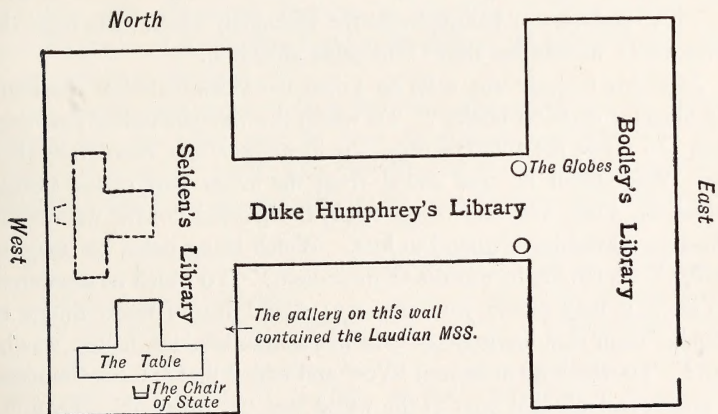 North
West
Selden's Library
Duke Humphrey's Library
The Globes
Bodley's Library
East
The gallery on this wall
contained the Laudian MSS.
The Table
The Chair
of State